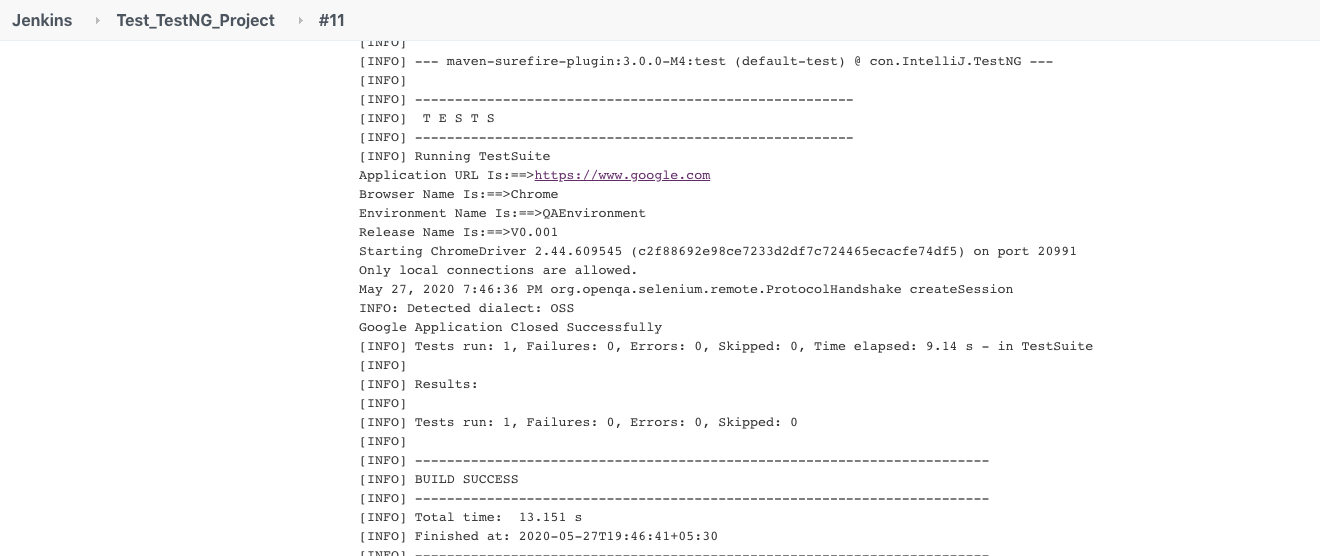 Jenkins ▸ Test_TestNG_Project ▸ #11
[INFO]
[INFO] --- maven-surefire-plugin:3.0.0-M4:test (default-test) @ con.IntelliJ.TestNG ---
[INFO]
[INFO] -------------------------------------------------------
[INFO]  T E S T S
[INFO] -------------------------------------------------------
[INFO] Running TestSuite
Application URL Is:==>https://www.google.com
Browser Name Is:==>Chrome
Environment Name Is:==>QAEnvironment
Release Name Is:==>V0.001
Starting ChromeDriver 2.44.609545 (c2f88692e98ce7233d2df7c724465ecacfe74df5) on port 20991
Only local connections are allowed.
May 27, 2020 7:46:36 PM org.openqa.selenium.remote.ProtocolHandshake createSession
INFO: Detected dialect: OSS
Google Application Closed Successfully
[INFO] Tests run: 1, Failures: 0, Errors: 0, Skipped: 0, Time elapsed: 9.14 s - in TestSuite
[INFO]
[INFO] Results:
[INFO]
[INFO] Tests run: 1, Failures: 0, Errors: 0, Skipped: 0
[INFO]
[INFO] ------------------------------------------------------------------------
[INFO] BUILD SUCCESS
[INFO] ------------------------------------------------------------------------
[INFO] Total time:  13.151 s
[INFO] Finished at: 2020-05-27T19:46:41+05:30
[INFO] ------------------------------------------------------------------------